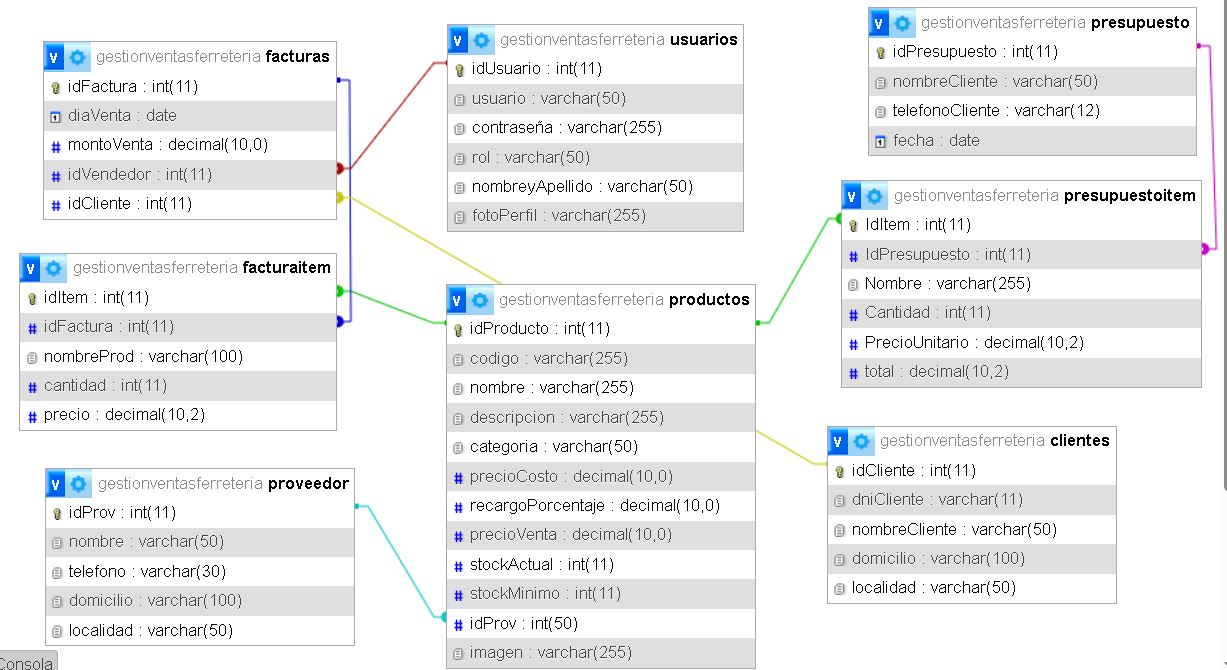 gestionventasferreteria facturas
idFactura : int(11)
diaVenta : date
montoVenta : decimal(10,0)
idVendedor : int(11)
idCliente : int(11)
gestionventasferreteria usuarios
idUsuario : int(11)
usuario : varchar(50)
contraseña : varchar(255)
rol : varchar(50)
nombreyApellido : varchar(50)
fotoPerfil : varchar(255)
gestionventasferreteria presupuesto
idPresupuesto : int(11)
nombreCliente : varchar(50)
telefonoCliente : varchar(12)
fecha : date
gestionventasferreteria presupuestoitem
IdItem : int(11)
IdPresupuesto : int(11)
Nombre : varchar(255)
Cantidad : int(11)
PrecioUnitario : decimal(10,2)
total : decimal(10,2)
gestionventasferreteria facturaitem
idItem : int(11)
idFactura : int(11)
nombreProd : varchar(100)
cantidad : int(11)
precio : decimal(10,2)
gestionventasferreteria productos
idProducto : int(11)
codigo : varchar(255)
nombre : varchar(255)
descripcion : varchar(255)
categoria : varchar(50)
precioCosto : decimal(10,0)
recargoPorcentaje : decimal(10,0)
precioVenta : decimal(10,0)
stockActual : int(11)
stockMinimo : int(11)
idProv : int(50)
imagen : varchar(255)
gestionventasferreteria clientes
idCliente : int(11)
dniCliente : varchar(11)
nombreCliente : varchar(50)
domicilio : varchar(100)
localidad : varchar(50)
gestionventasferreteria proveedor
idProv : int(11)
nombre : varchar(50)
telefono : varchar(30)
domicilio : varchar(100)
localidad : varchar(50)
Consola